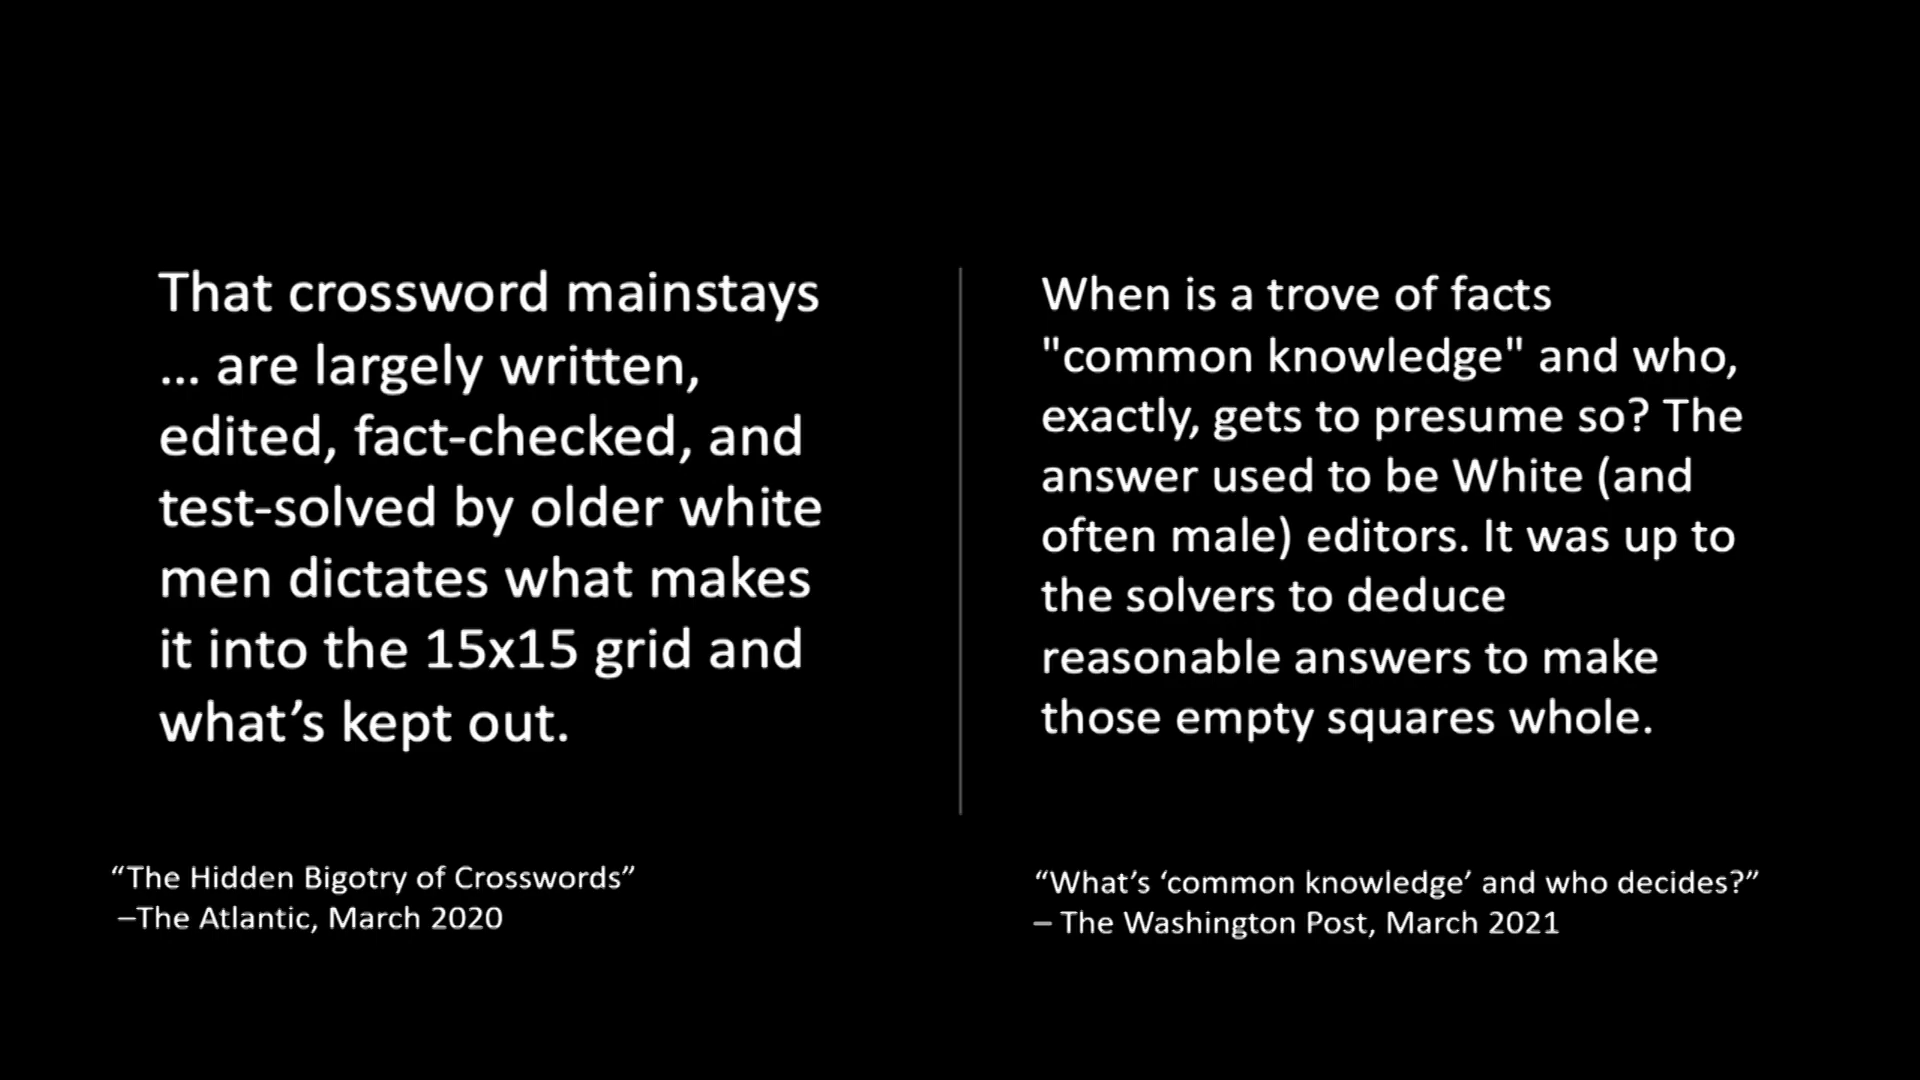 That crossword mainstays
... are largely written,
edited, fact-checked, and
test-solved by older white
men dictates what makes
it into the 15x15 grid and
what’s kept out.
“The Hidden Bigotry of Crosswords”
–The Atlantic, March 2020
When is a trove of facts
"common knowledge" and who,
exactly, gets to presume so? The
answer used to be White (and
often male) editors. It was up to
the solvers to deduce
reasonable answers to make
those empty squares whole.
“What’s ‘common knowledge’ and who decides?”
– The Washington Post, March 2021